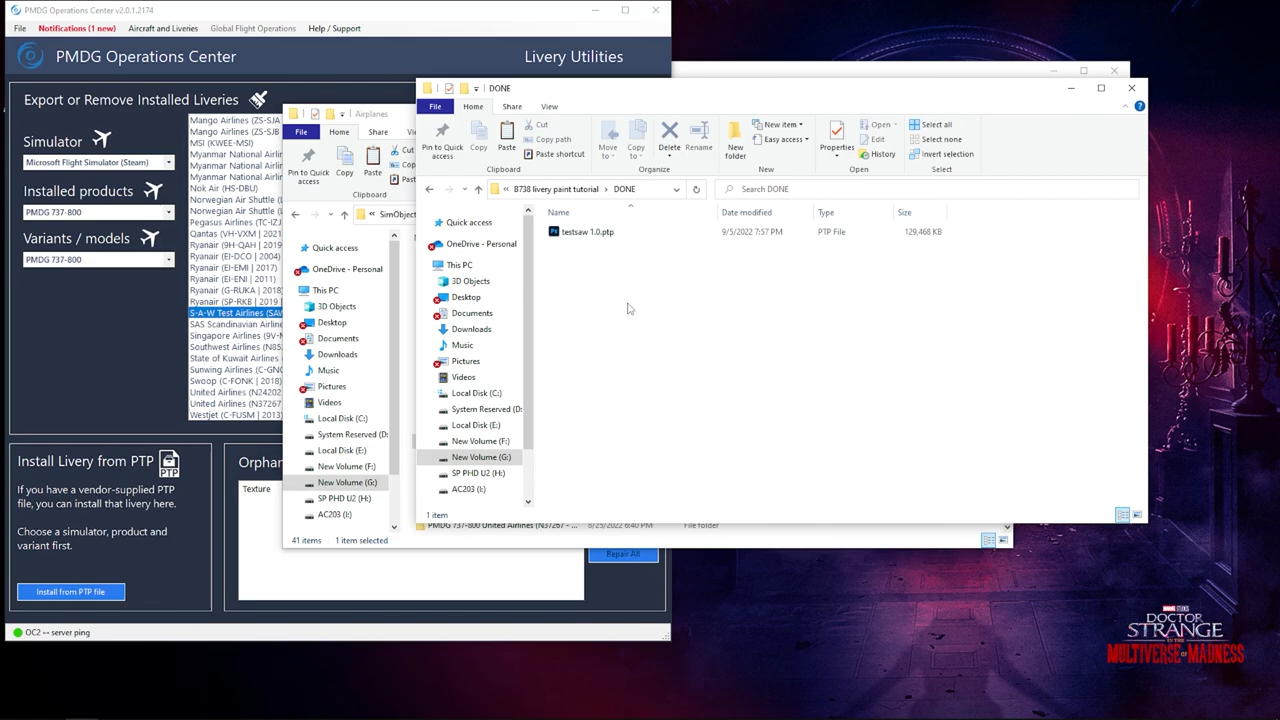 PMDG Operations Center v2.0.1.2174
File Notifications (1 new) Aircraft and Liveries Global Flight Operations Help / Support
PMDG Operations Center Livery Utilities
Export or Remove Installed Liveries
Simulator
Microsoft Flight Simulator (Steam)
Installed products
PMDG 737-800
Variants / models
PMDG 737-800
Mango Airlines (ZS-SJA
Mango Airlines (ZS-SJB
MSI (KWEE-MSI)
Myanmar National Air
Myanmar National Air
Myanmar National Air
Nok Air (HS-DBU)
Norwegian Air Shuttle (
Norwegian Air Shuttle (
Pegasus Airlines (TC-IZJ
Qantas (VH-VXM | 2021)
Ryanair (9H-QAH | 2019)
Ryanair (EI-DCO | 2004)
Ryanair (EI-EMI | 2017)
Ryanair (EI-ENI | 2011)
Ryanair (G-RUKA | 2018)
Ryanair (SP-RKB | 2019
S-A-W Test Airlines (SAW
SAS Scandinavian Airlin
Singapore Airlines (9V-M
Southwest Airlines (N85
State of Kuwait Airline
Sunwing Airlines (C-GNC
Swoop (C-FONK | 2018)
United Airlines (N24202
United Airlines (N37267
Westjet (C-FUSM | 2013)
Install Livery from PTP
PTP
If you have a vendor-supplied PTP
file, you can install that livery here.
Choose a simulator, product and
variant first.
Install from PTP file
Orphan
Texture
Repair All
OC2 -- server ping
Airplanes
File Home Share
Pin to Quick
access
Copy
Paste
SimObject
Quick access
OneDrive - Personal
This PC
3D Objects
Desktop
Documents
Downloads
Music
Pictures
Videos
Local Disk (C:)
System Reserved (D:
Local Disk (E:)
New Volume (F:)
New Volume (G:)
SP PHD U2 (H:)
AC203 (I:)
41 items 1 item selected
PMDG 737-800 United Airlines (N37267 - ... 8/25/2022 6:40 PM File folder
DONE
File Home Share View
Pin to Quick
access
Copy
Paste
Cut
Copy path
Paste shortcut
Clipboard
Move
to
Copy
to
Delete
Rename
Organize
New
folder
New item
Easy access
New
Properties
Open
Edit
History
Open
Select all
Select none
Invert selection
Select
« B738 livery paint tutorial › DONE
Search DONE
Quick access
OneDrive - Personal
This PC
3D Objects
Desktop
Documents
Downloads
Music
Pictures
Videos
Local Disk (C:)
System Reserved (D:
Local Disk (E:)
New Volume (F:)
New Volume (G:)
SP PHD U2 (H:)
AC203 (I:)
Name Date modified Type Size
testsaw 1.0.ptp 9/5/2022 7:57 PM PTP File 129,468 KB
1 item
MARVEL STUDIOS
DOCTOR
STRANGE
IN THE
MULTIVERSE OF MADNESS